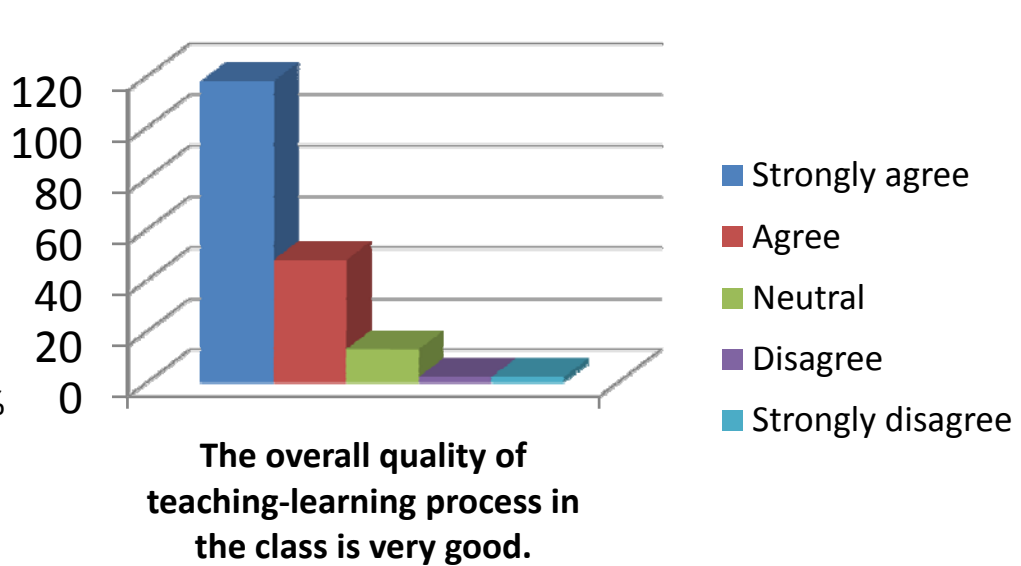 120
100
80
60
40
20
0
%
The overall quality of
teaching-learning process in
the class is very good.
Strongly agree
Agree
Neutral
Disagree
Strongly disagree